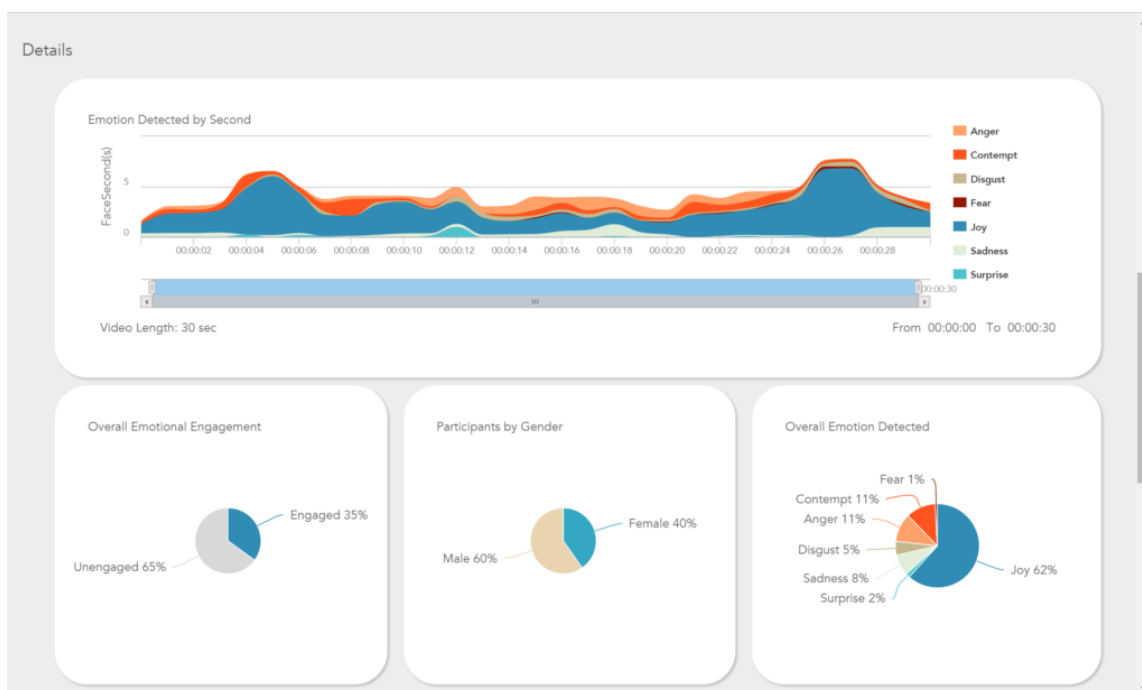 Details
Emotion Detected by Second
FaceSecond(s)
5
0
00:00:02 00:00:04 00:00:06 00:00:08 00:00:10 00:00:12 00:00:14 00:00:16 00:00:18 00:00:20 00:00:22 00:00:24 00:00:26 00:00:28
00:00:30
Anger
Contempt
Disgust
Fear
Joy
Sadness
Surprise
Video Length: 30 sec
From 00:00:00 To 00:00:30
Overall Emotional Engagement
Engaged 35%
Unengaged 65%
Participants by Gender
Female 40%
Male 60%
Overall Emotion Detected
Fear 1%
Contempt 11%
Anger 11%
Disgust 5%
Joy 62%
Sadness 8%
Surprise 2%